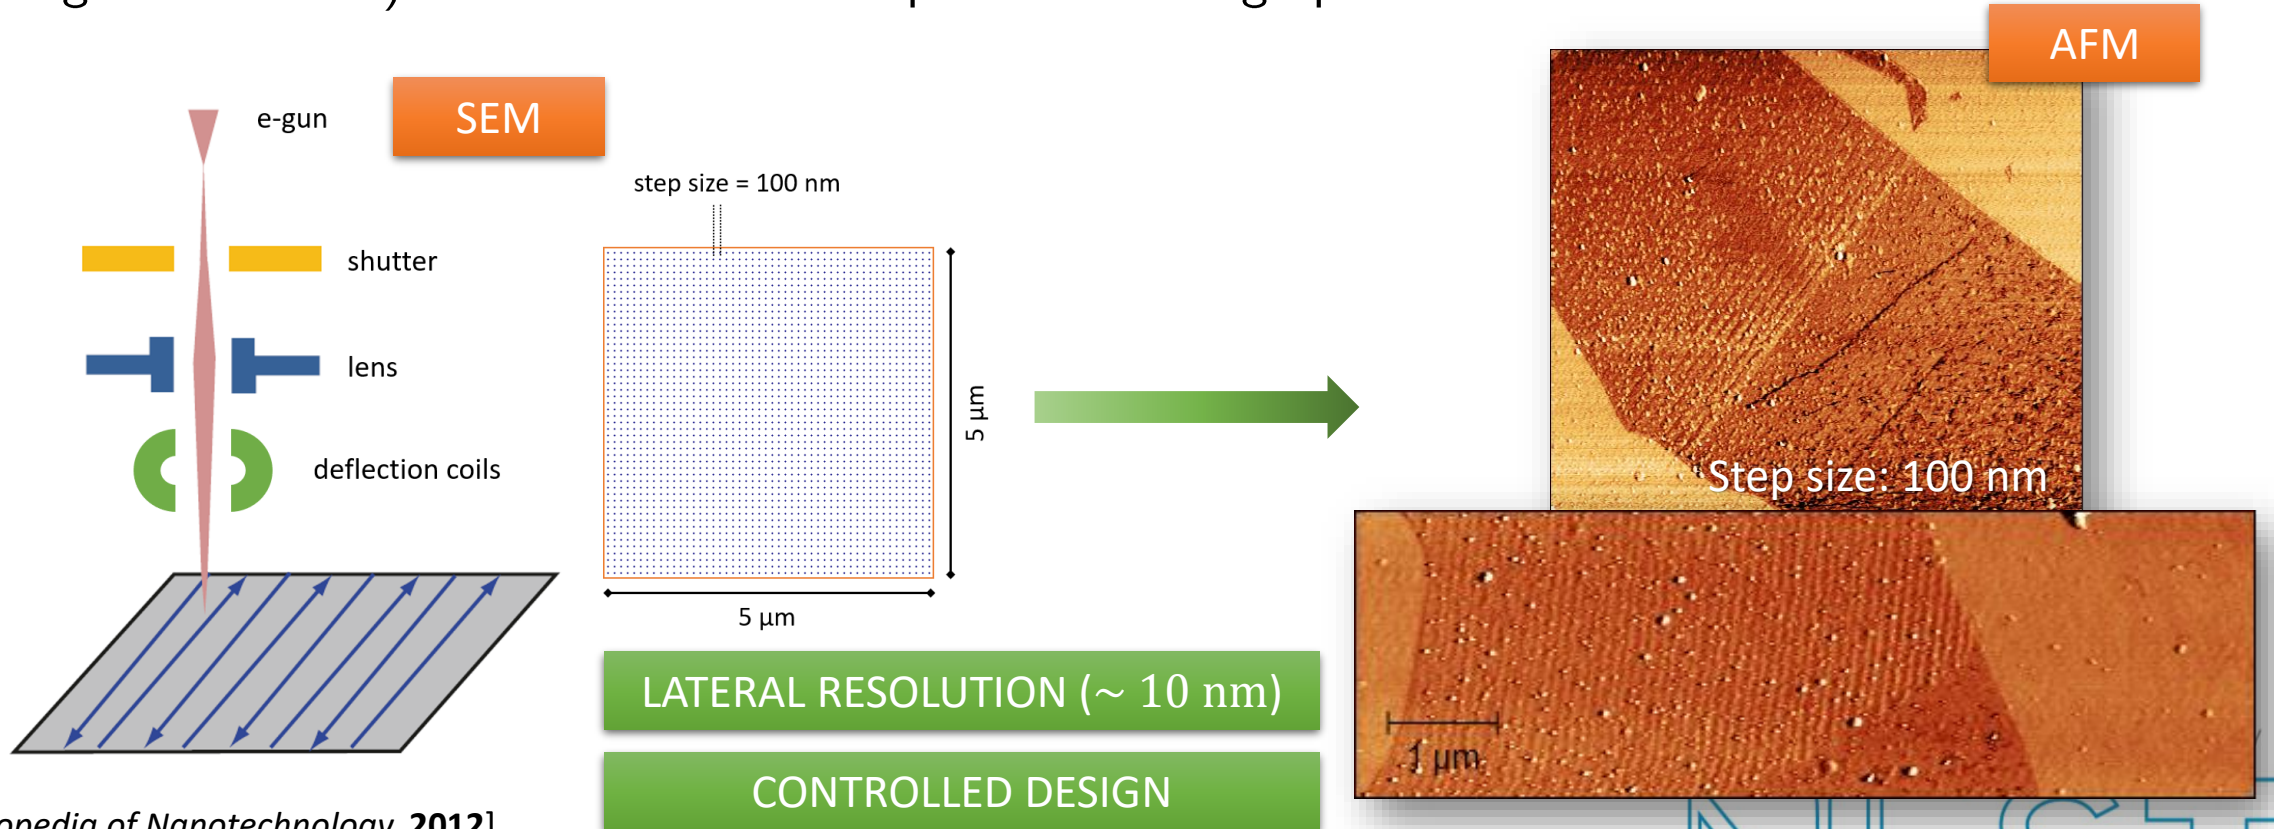 AFM
SEM
e-gun
step size = 100 nm
shutter
lens
5 µm
deflection coils
Step size: 100 nm
5 µm
LATERAL RESOLUTION (~ 10 nm)
1 µm
CONTROLLED DESIGN
of Nanotechnology, 2012]